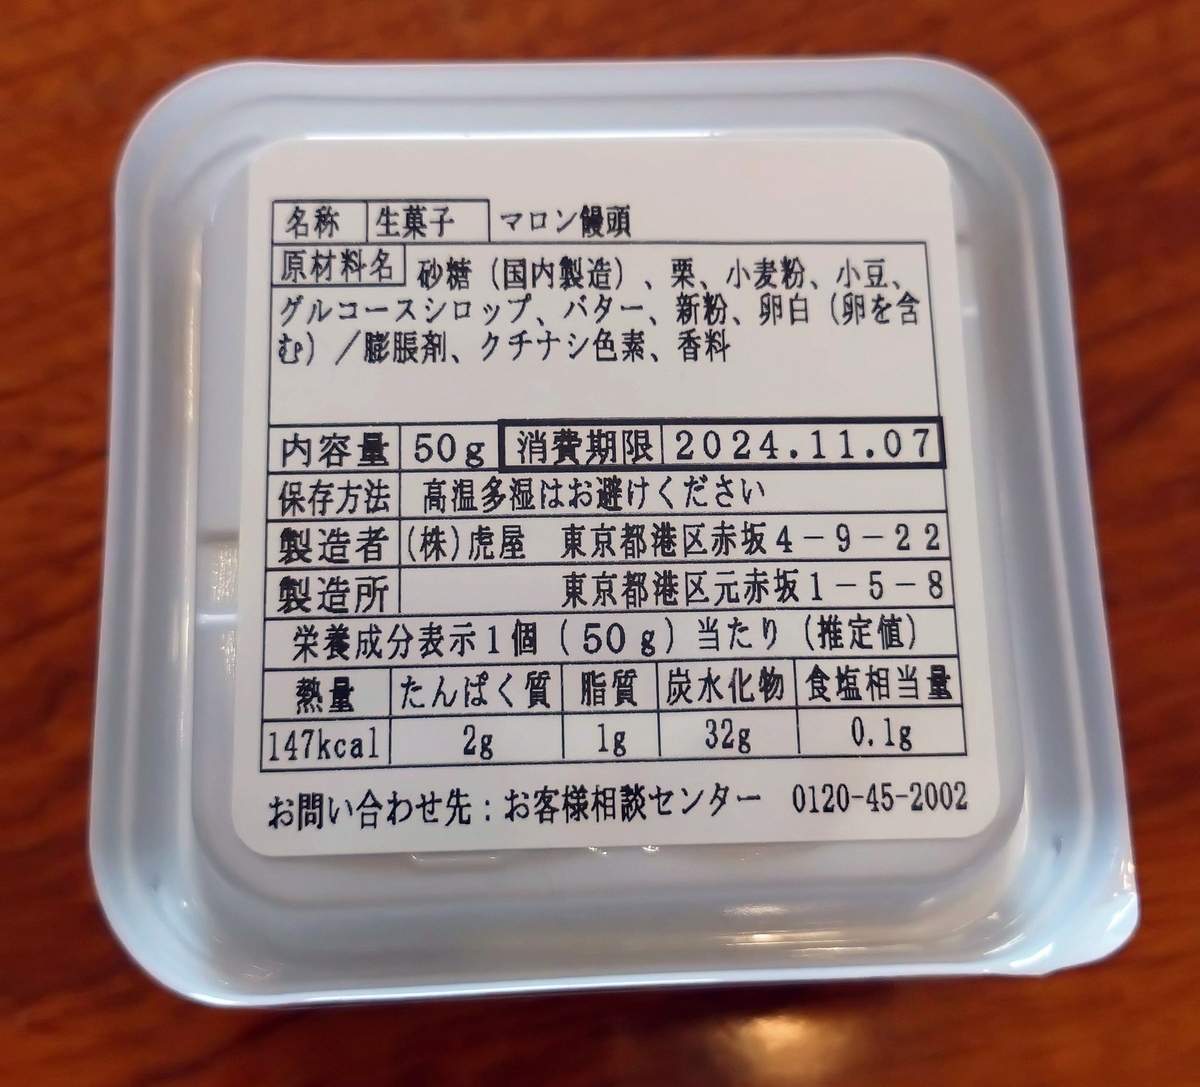 名称 生菓子 マロン饅頭
原材料名 砂糖（国内製造）、栗、小麦粉、小豆、
グルコースシロップ、バター、新粉、卵白（卵を含
む）／膨脹剤、クチナシ色素、香料
内容量 50g 消費期限 2024.11.07
保存方法 高温多湿はお避けください
製造者 (株)虎屋 東京都港区赤坂4－9－22
製造所 東京都港区元赤坂1－5－8
栄養成分表示1個(50g)当たり(推定値)
熱量 たんぱく質 脂質 炭水化物 食塩相当量
147kcal 2g 1g 32g 0.1g
お問い合わせ先：お客様相談センター 0120-45-2002